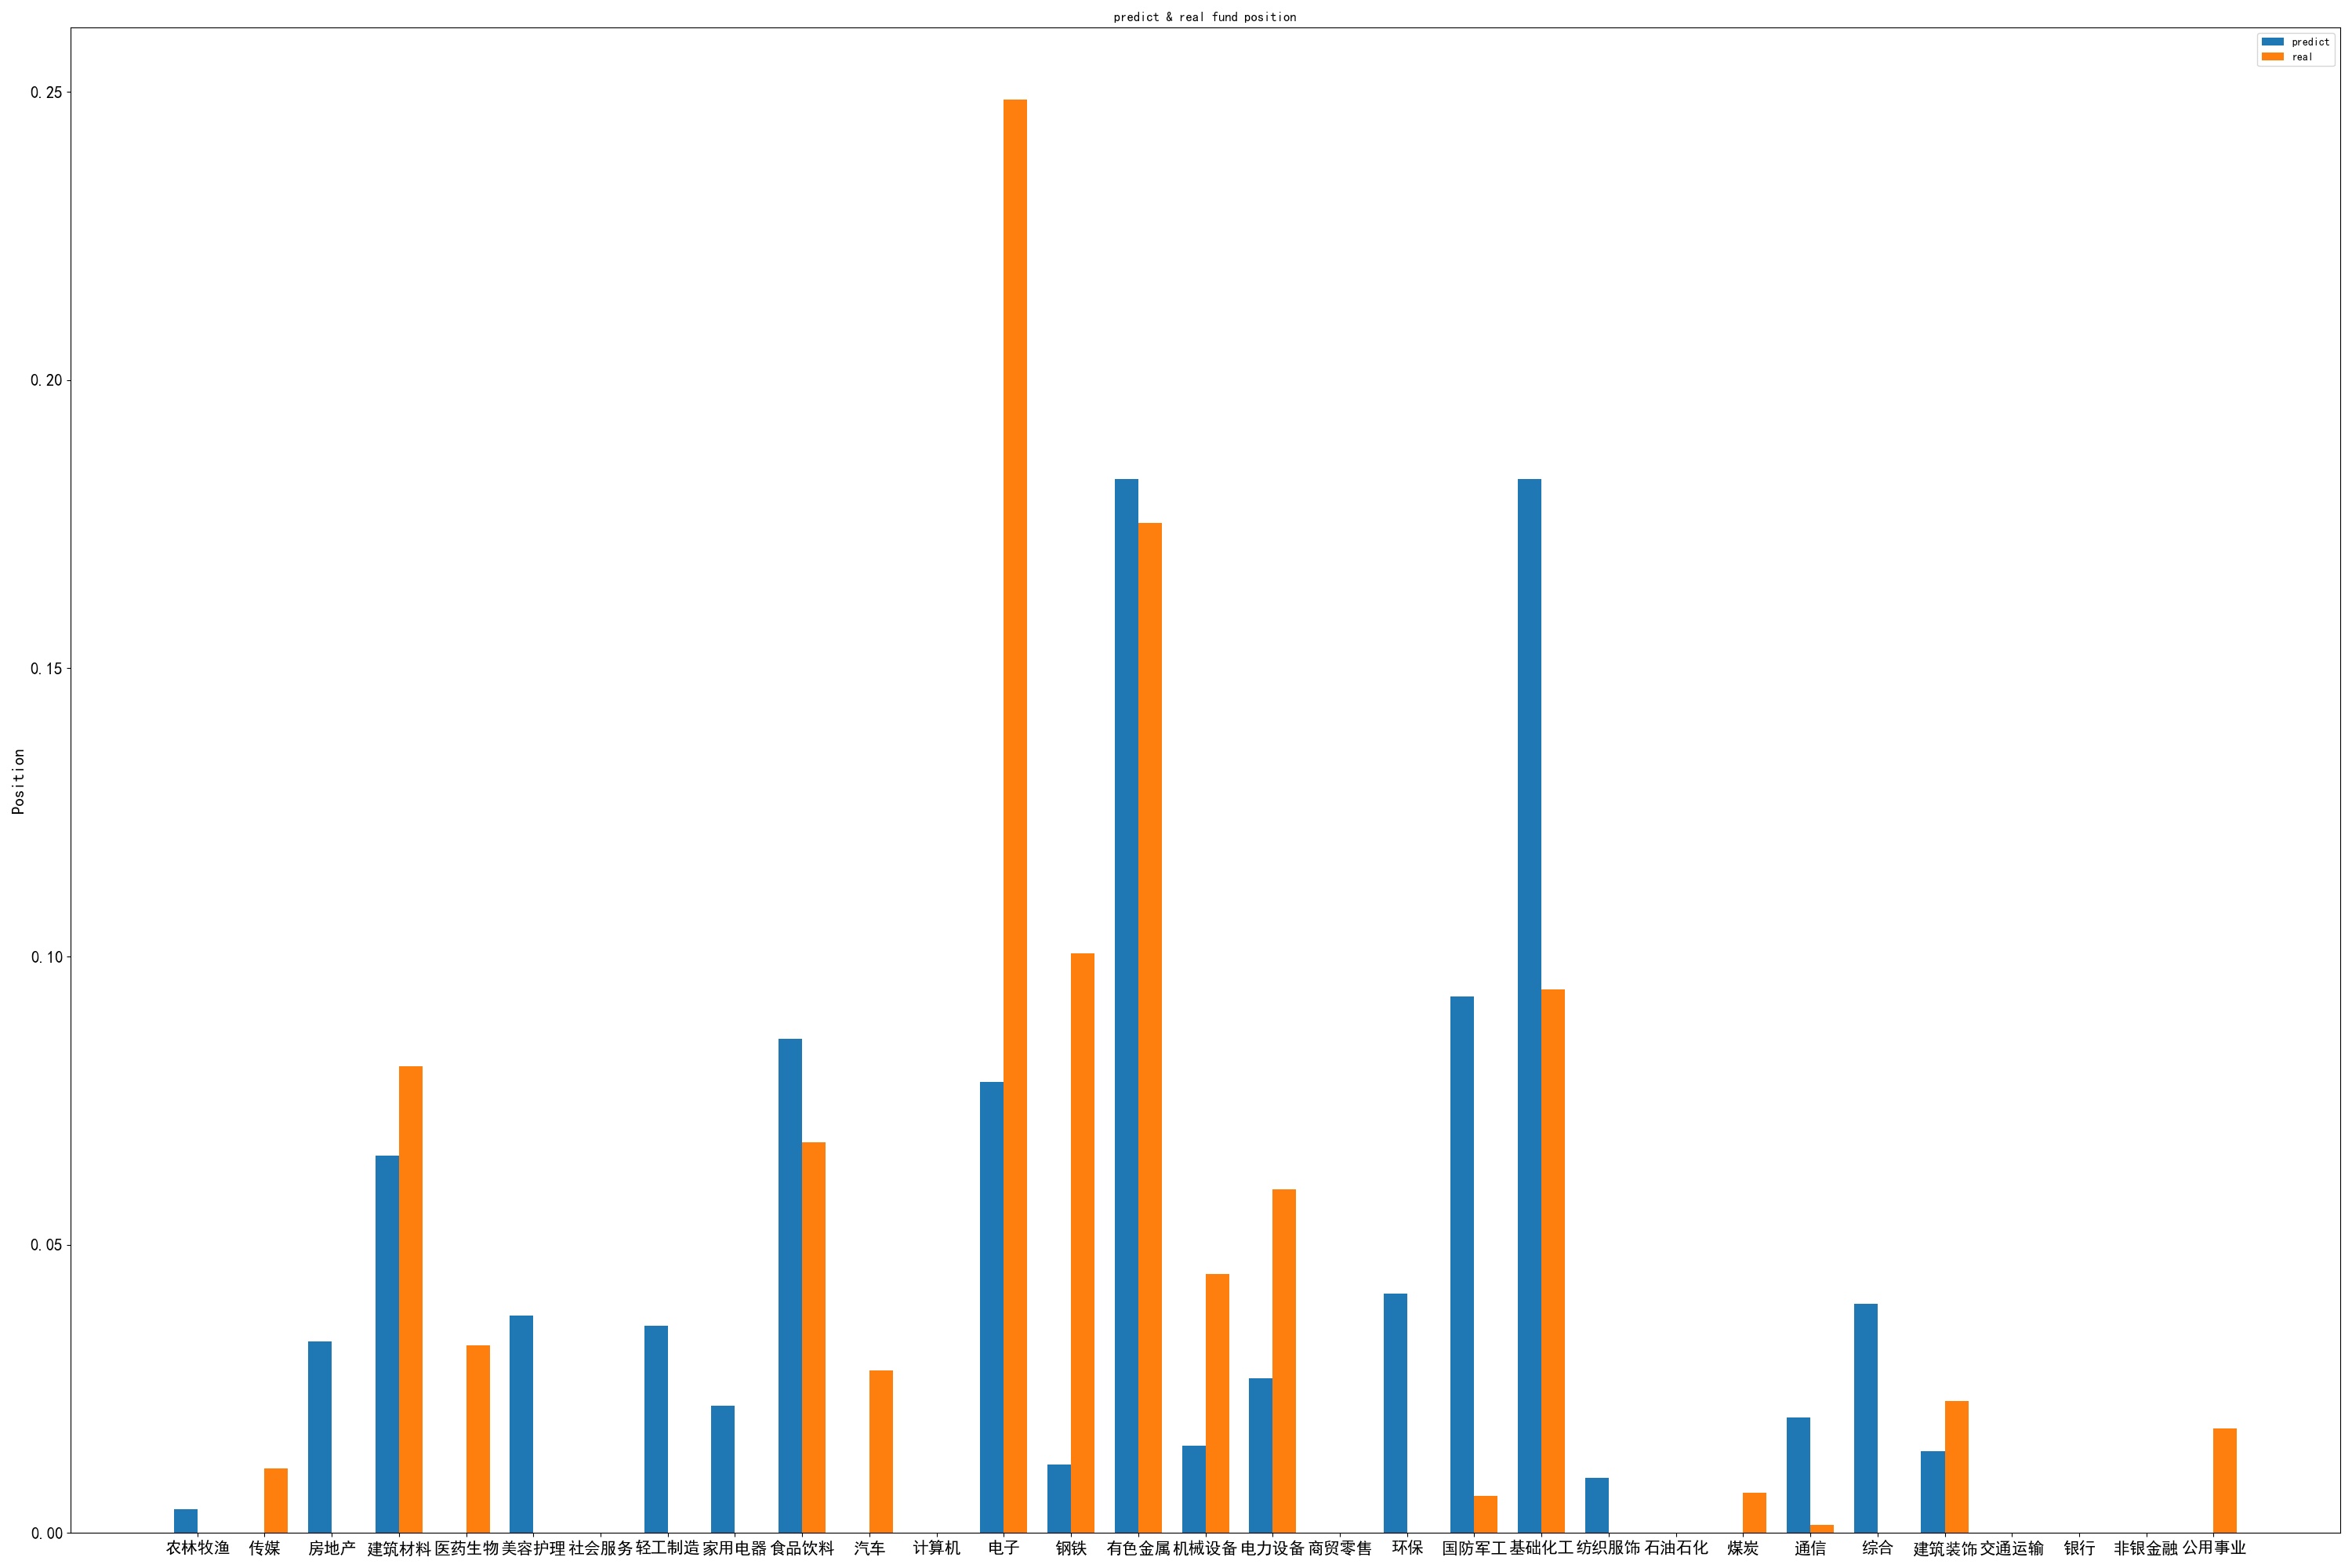 predict & real fund position
predict
real
0.25
0.20
0.15
0.10
0.05
0.00
Position
农林牧渔 传媒 房地产 建筑材料 医药生物 美容护理 社会服务 轻工制造 家用电器 食品饮料 汽车 计算机 电子 钢铁 有色金属 机械设备 电力设备 商贸零售 环保 国防军工 基础化工 纺织服饰 石油石化 煤炭 通信 综合 建筑装饰 交通运输 银行 非银金融 公用事业